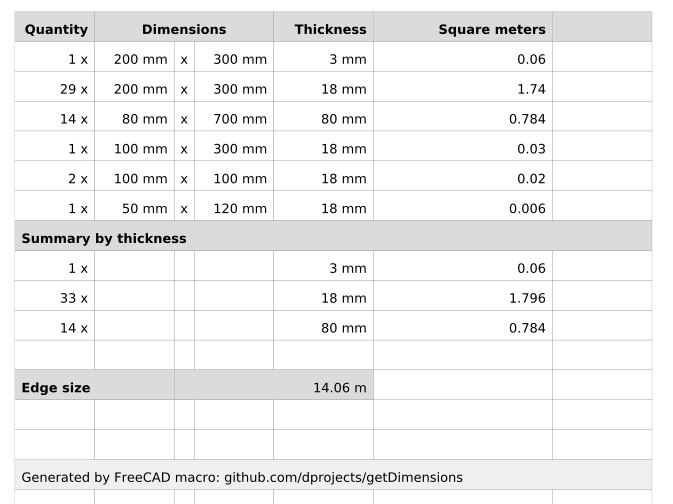 Quantity Dimensions Thickness Square meters
1 x 200 mm x 300 mm 3 mm 0.06
29 x 200 mm x 300 mm 18 mm 1.74
14 x 80 mm x 700 mm 80 mm 0.784
1 x 100 mm x 300 mm 18 mm 0.03
2 x 100 mm x 100 mm 18 mm 0.02
1 x 50 mm x 120 mm 18 mm 0.006
Summary by thickness
1 x 3 mm 0.06
33 x 18 mm 1.796
14 x 80 mm 0.784
Edge size 14.06 m
Generated by FreeCAD macro: github.com/dprojects/getDimensions